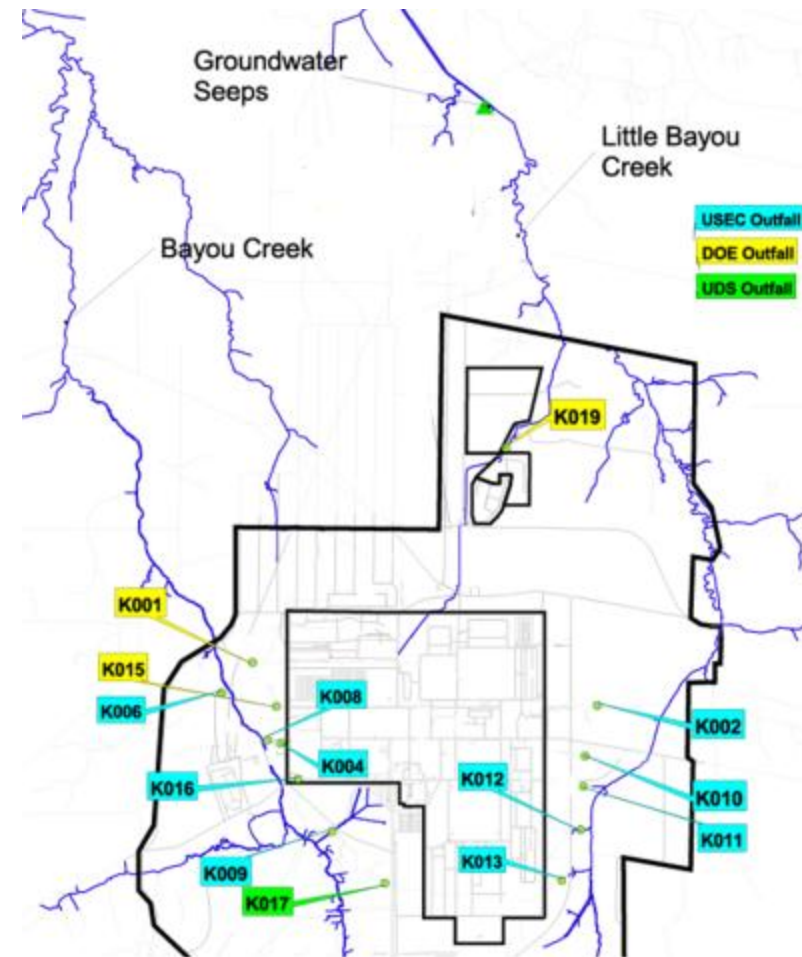 Groundwater
Seeps
Little Bayou
Creek
USEC Outfall
DOE Outfall
UDS Outfall
Bayou Creek
K019
K001
K015
K006
K008
K002
K004
K016
K012
K010
K011
K013
K009
K017